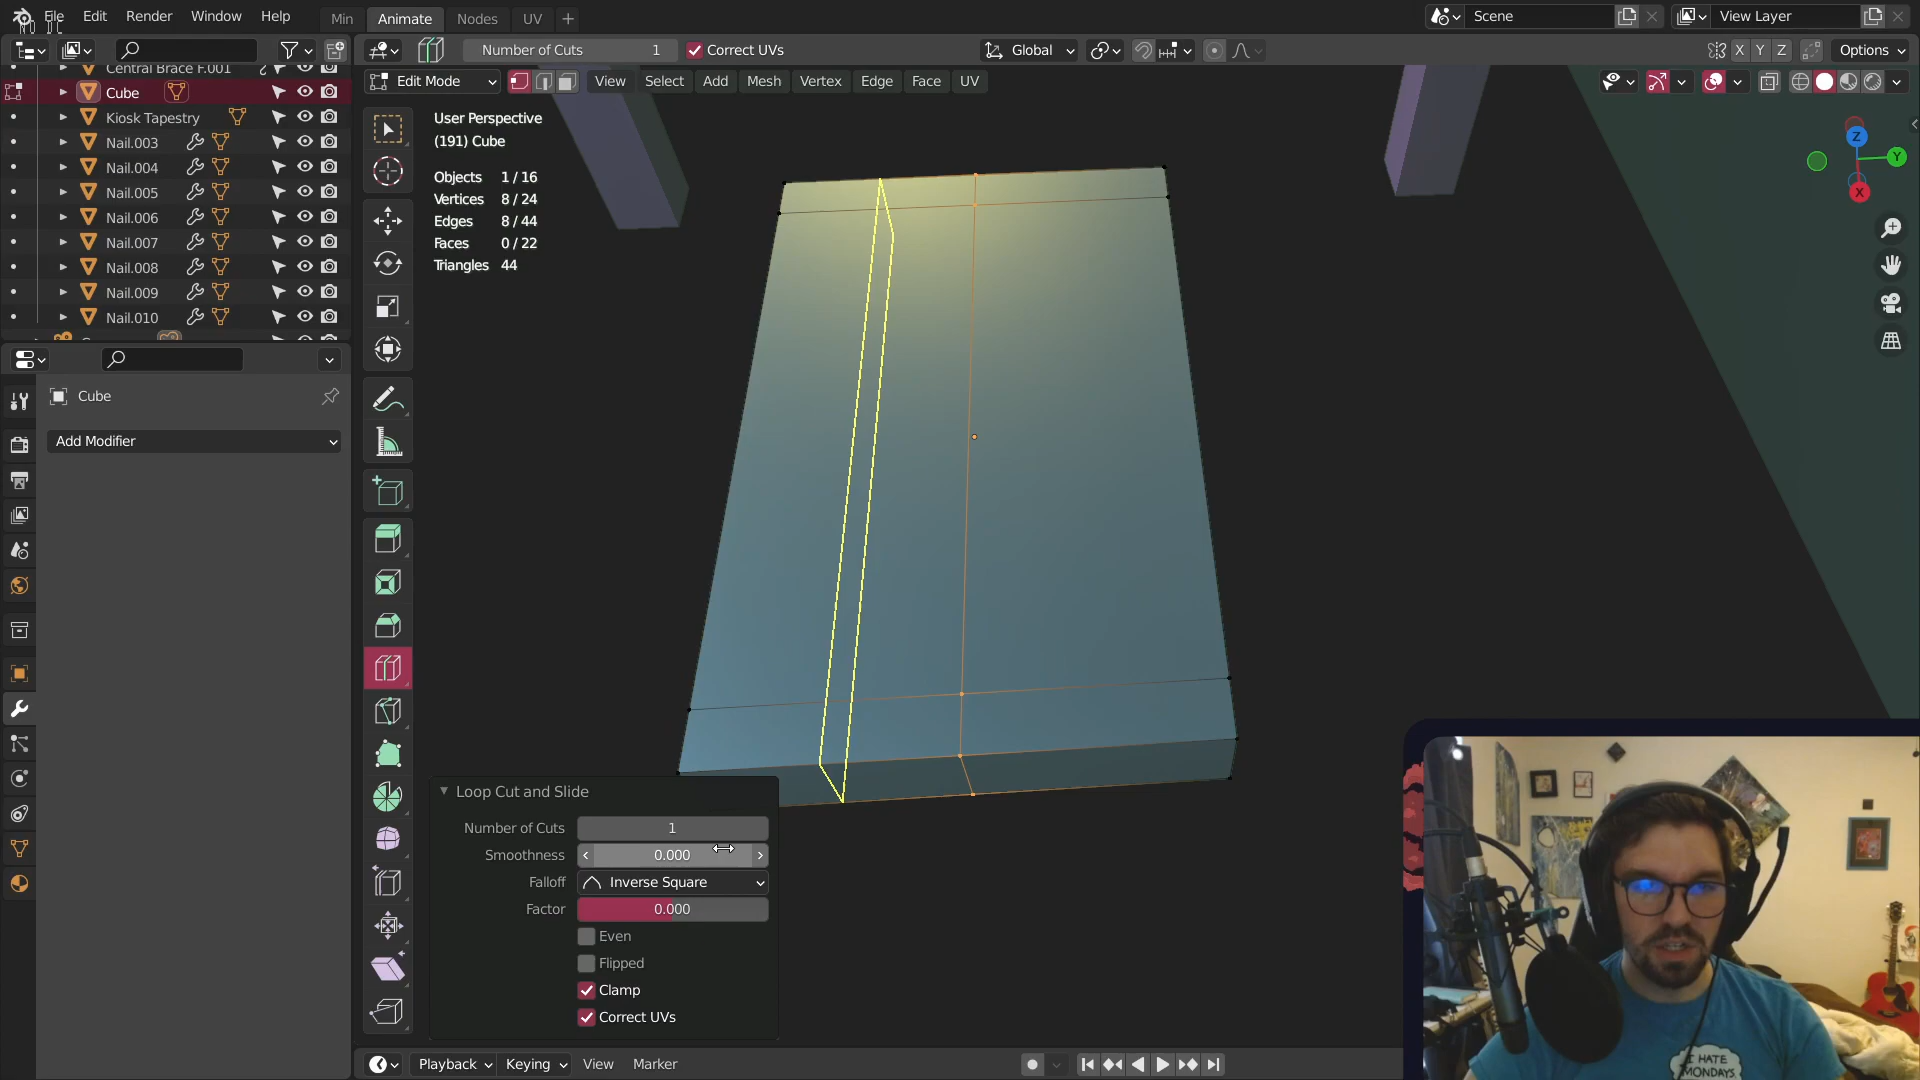 File Edit Render Window Help Min Animate Nodes UV Scene View Layer
Number of Cuts 1 Correct UVs Global Options
Central Brace F.001
Cube
Kiosk Tapestry
Nail.003
Nail.004
Nail.005
Nail.006
Nail.007
Nail.008
Nail.009
Nail.010
Cube
Add Modifier
Edit Mode View Select Add Mesh Vertex Edge Face UV
User Perspective
(191) Cube
Objects 1 / 16
Vertices 8 / 24
Edges 8 / 44
Faces 0 / 22
Triangles 44
X Y Z
Z
Y
X
Loop Cut and Slide
Number of Cuts 1
Smoothness 0.000
Falloff Inverse Square
Factor 0.000
Even
Flipped
Clamp
Correct UVs
Playback Keying View Marker
I HATE
MONDAYS.